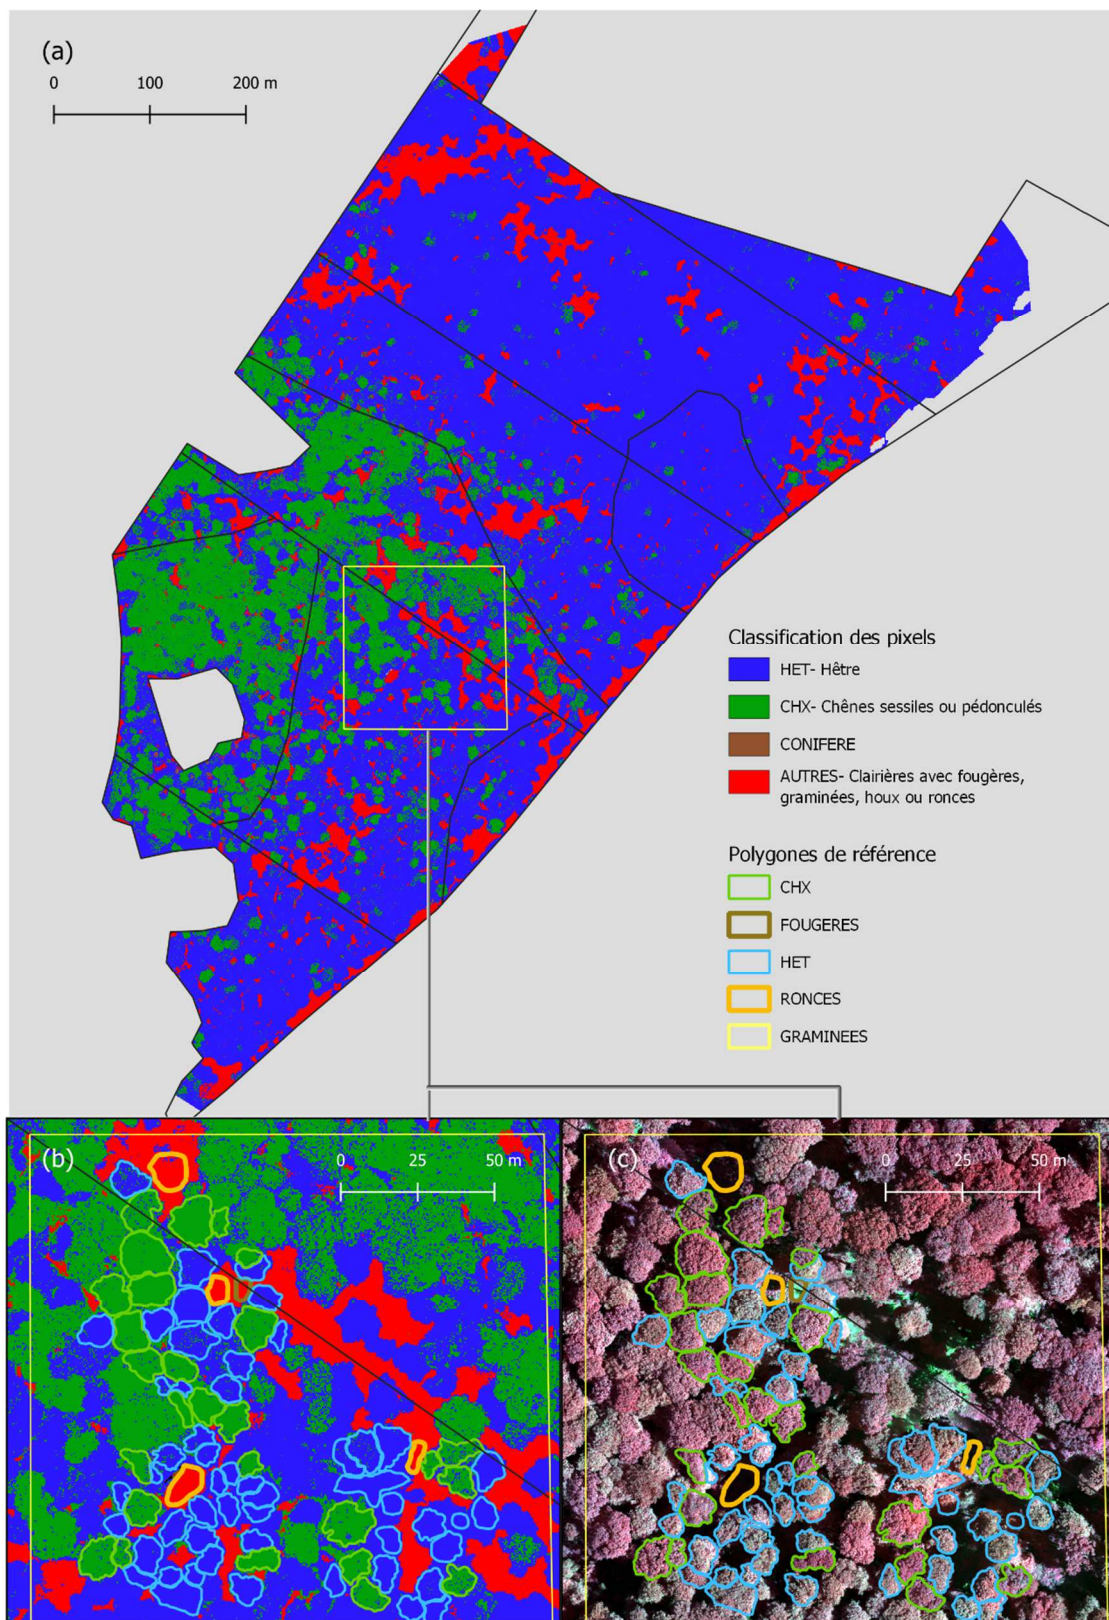 (a)
0 100 200 m
Classification des pixels
HET- Hêtre
CHX- Chênes sessiles ou pédonculés
CONIFERE
AUTRES- Clairières avec fougères,
graminées, houx ou ronces
Polygones de référence
CHX
FOUGERES
HET
RONCES
GRAMINEES
(b)
0 25 50 m
(c)
0 25 50 m